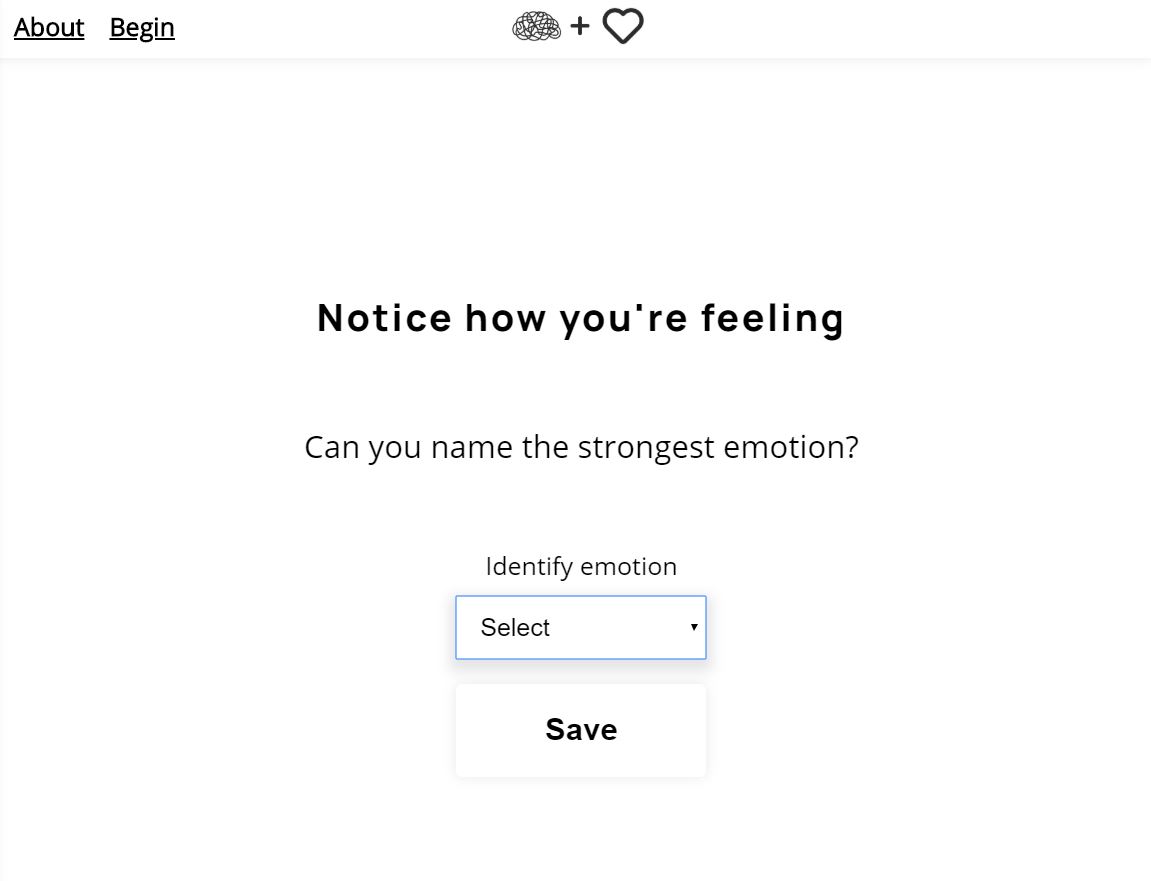 About Begin
+
Notice how you're feeling
Can you name the strongest emotion?
Identify emotion
Select
Save